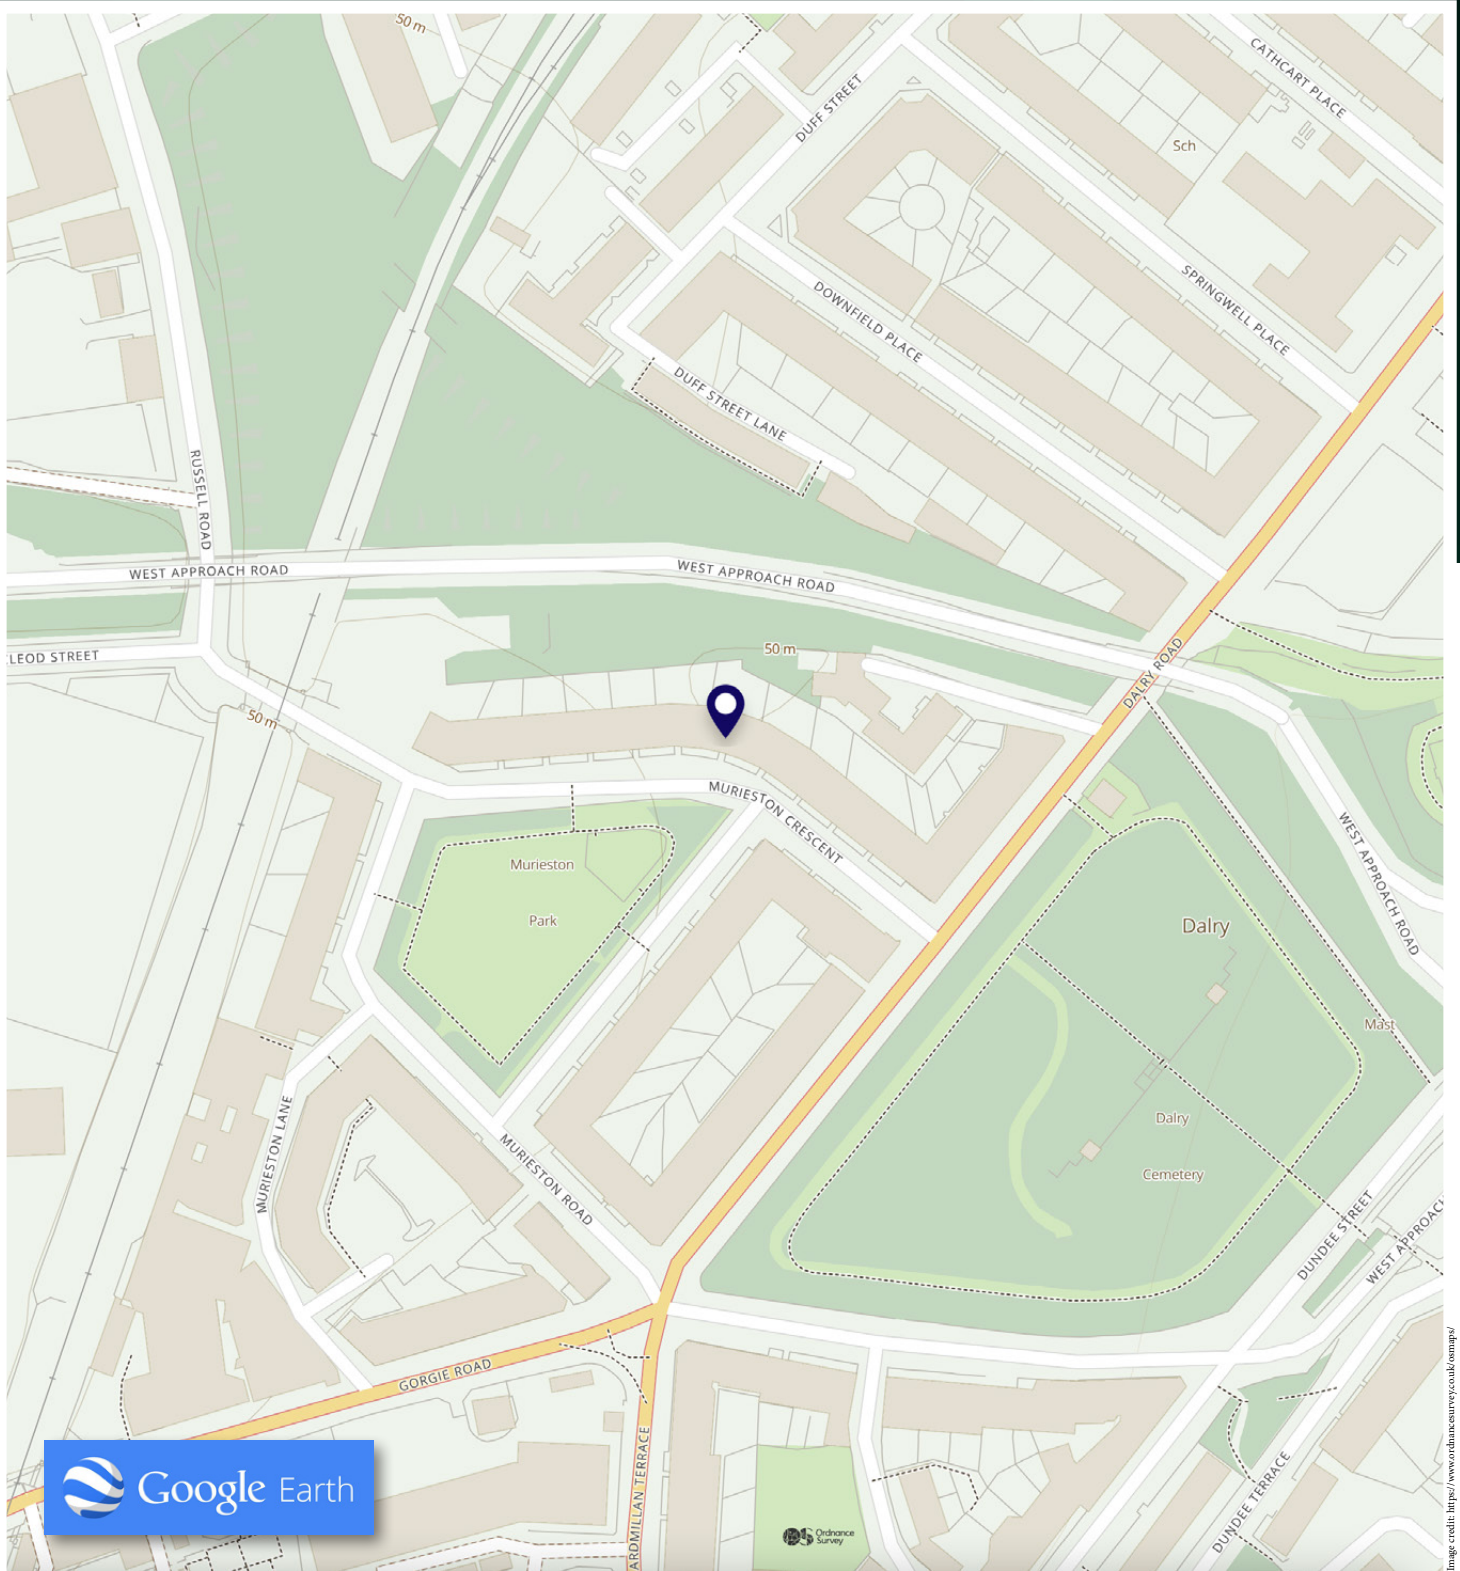 50 m
CATHCART PLACE
DUFF STREET
Sch
SPRINGWELL PLACE
DOWNFIELD PLACE
DUFF STREET LANE
RUSSELL ROAD
WEST APPROACH ROAD
WEST APPROACH ROAD
LEOD STREET
50 m
DALRY ROAD
50 m
MURIESTON CRESCENT
WEST APPROACH ROAD
Murieston
Park
Dalry
Mast
Dalry
Cemetery
MURIESTON LANE
MURIESTON ROAD
DUNDEE STREET
WEST APPROACH
GORGIE ROAD
ARDMILLAN TERRACE
DUNDEE TERRACE
Google Earth
Ordnance
Survey
Image credit: https://www.ordnancesurvey.co.uk/osmaps/